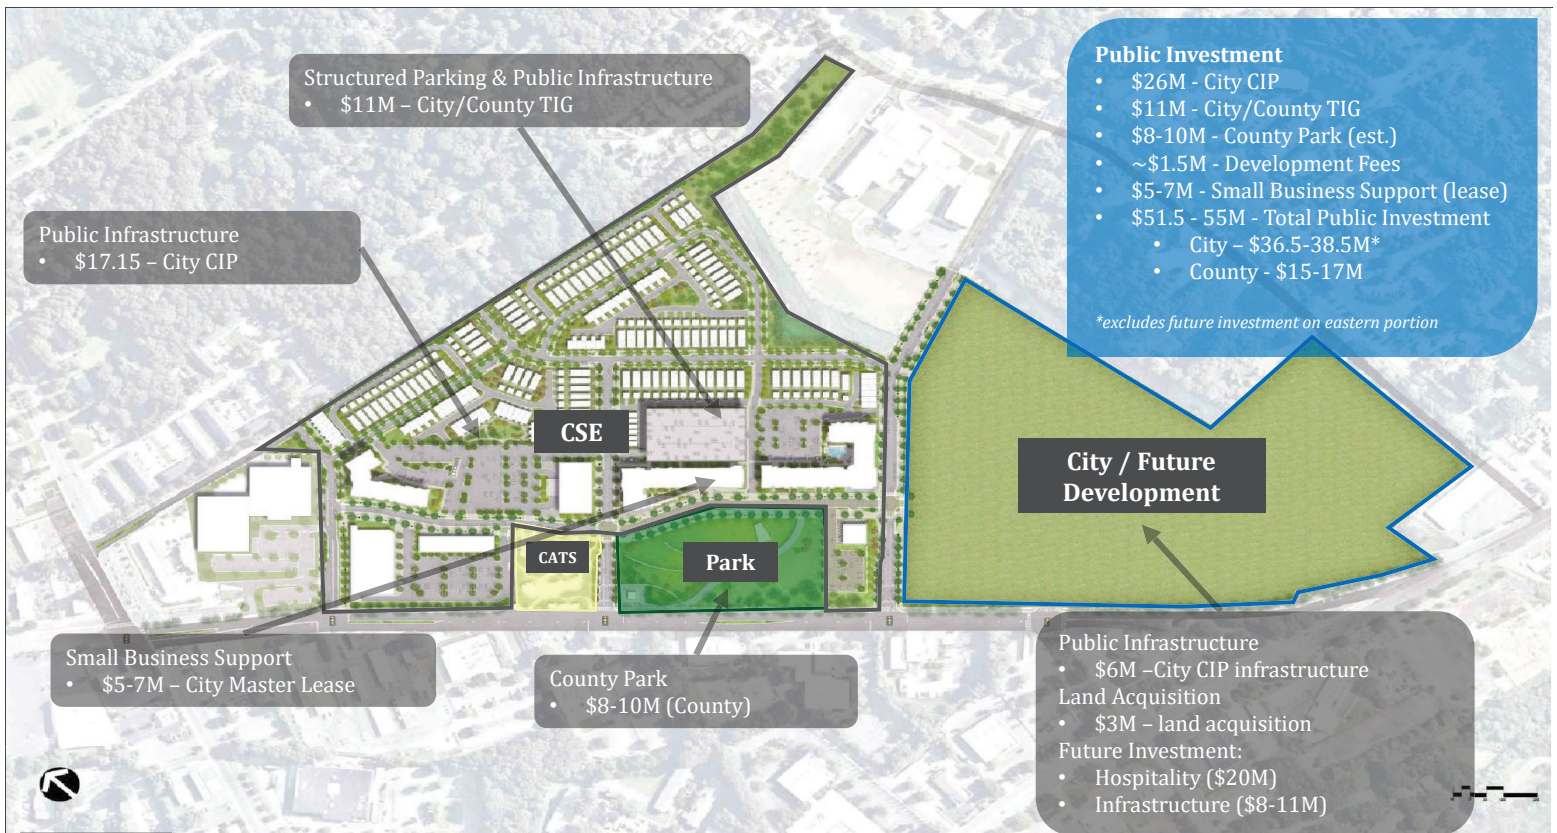 Structured Parking & Public Infrastructure
• $11M – City/County TIG
Public Investment
• $26M - City CIP
• $11M - City/County TIG
• $8-10M - County Park (est.)
• ~$1.5M - Development Fees
• $5-7M - Small Business Support (lease)
• $51.5 - 55M - Total Public Investment
• City – $36.5-38.5M*
• County - $15-17M
*excludes future investment on eastern portion
Public Infrastructure
• $17.15 – City CIP
CSE
City / Future
Development
CATS
Park
Small Business Support
• $5-7M – City Master Lease
County Park
• $8-10M (County)
Public Infrastructure
• $6M –City CIP infrastructure
Land Acquisition
• $3M – land acquisition
Future Investment:
• Hospitality ($20M)
• Infrastructure ($8-11M)